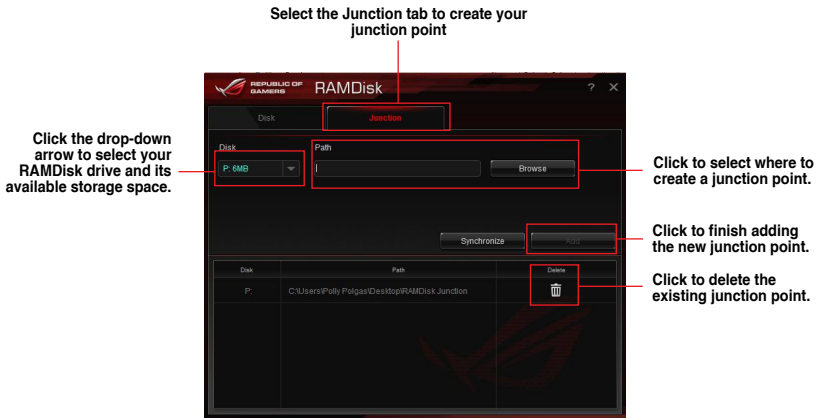 Select the Junction tab to create your
junction point
REPUBLIC OF
GAMERS
RAMDisk
?
Disk
Junction
Click the drop-down
arrow to select your
RAMDisk drive and its
available storage space.
Disk
Path
P: 6MB
Browse
Click to select where to
create a junction point.
Synchronize
Add
Click to finish adding
the new junction point.
Disk
Path
Delete
P:
C:\Users\Polly Polgas\Desktop\RAMDisk Junction
Click to delete the
existing junction point.